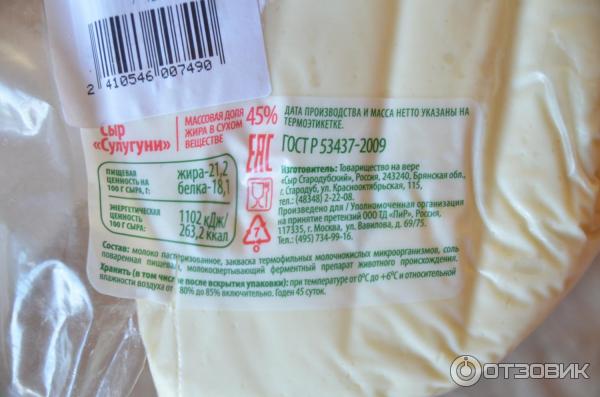 2 410546 007490
Сыр
«Сулугуни»
МАССОВАЯ ДОЛЯ
ЖИРА В СУХОМ
ВЕЩЕСТВЕ
45%
ПИЩЕВАЯ
ЦЕННОСТЬ НА
100 Г СЫРА, Г:
жира-21,2
белка-18,1
ЭНЕРГЕТИЧЕСКАЯ
ЦЕННОСТЬ
100 Г СЫРА:
1102 кДж/
263,2 ккал
EAC
7
ДАТА ПРОИЗВОДСТВА И МАССА НЕТТО УКАЗАНЫ НА
ТЕРМОЭТИКЕТКЕ.
ГОСТ Р 53437-2009
Изготовитель: Товарищество на вере
«Сыр Стародубский», Россия, 243240, Брянская обл.,
г. Стародуб, ул. Краснооктябрьская, 115,
тел.: (48348) 2-22-08.
Произведено для / Уполномоченная организация
на принятие претензий ООО ТД «ПиР», Россия,
117335, г. Москва, ул. Вавилова, д. 69/75.
Тел.: (495) 734-99-16.
Состав: молоко пастеризованное, закваска термофильных молочнокислых микроорганизмов, соль
поваренная пищевая, молокосвертывающий ферментный препарат животного происхождения.
Хранить (в том числе после вскрытия упаковки): при температуре от 0°С до +6°С и относительной
влажности воздуха от 80% до 85% включительно. Годен 45 суток.
ОТЗОВИК